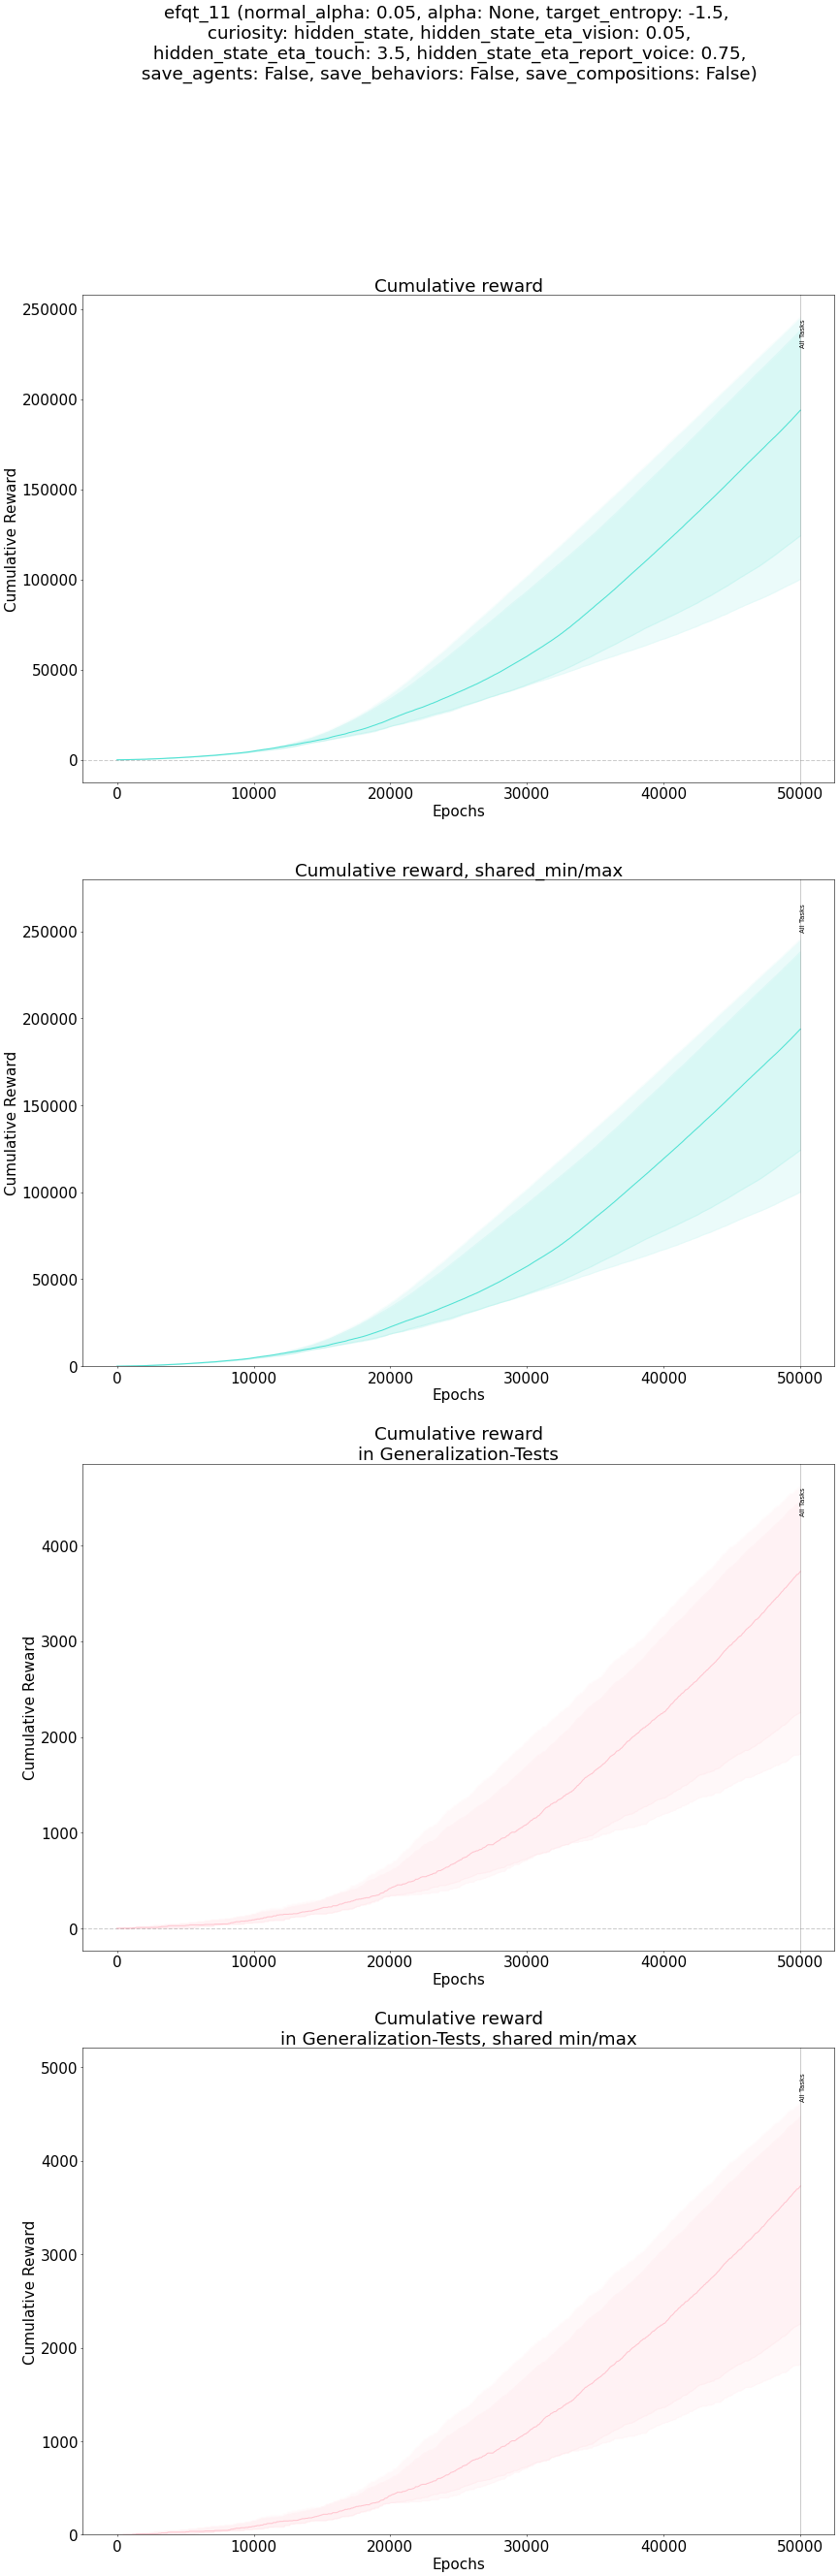 efqt_11 (normal_alpha: 0.05, alpha: None, target_entropy: -1.5,
curiosity: hidden_state, hidden_state_eta_vision: 0.05,
hidden_state_eta_touch: 3.5, hidden_state_eta_report_voice: 0.75,
save_agents: False, save_behaviors: False, save_compositions: False)
Cumulative reward
250000
200000
150000
100000
50000
0
Cumulative Reward
All Tasks
0 10000 20000 30000 40000 50000
Epochs
Cumulative reward, shared_min/max
250000
200000
150000
100000
50000
0
Cumulative Reward
All Tasks
0 10000 20000 30000 40000 50000
Epochs
Cumulative reward
in Generalization-Tests
4000
3000
2000
1000
0
Cumulative Reward
All Tasks
0 10000 20000 30000 40000 50000
Epochs
Cumulative reward
in Generalization-Tests, shared min/max
5000
4000
3000
2000
1000
0
Cumulative Reward
All Tasks
0 10000 20000 30000 40000 50000
Epochs